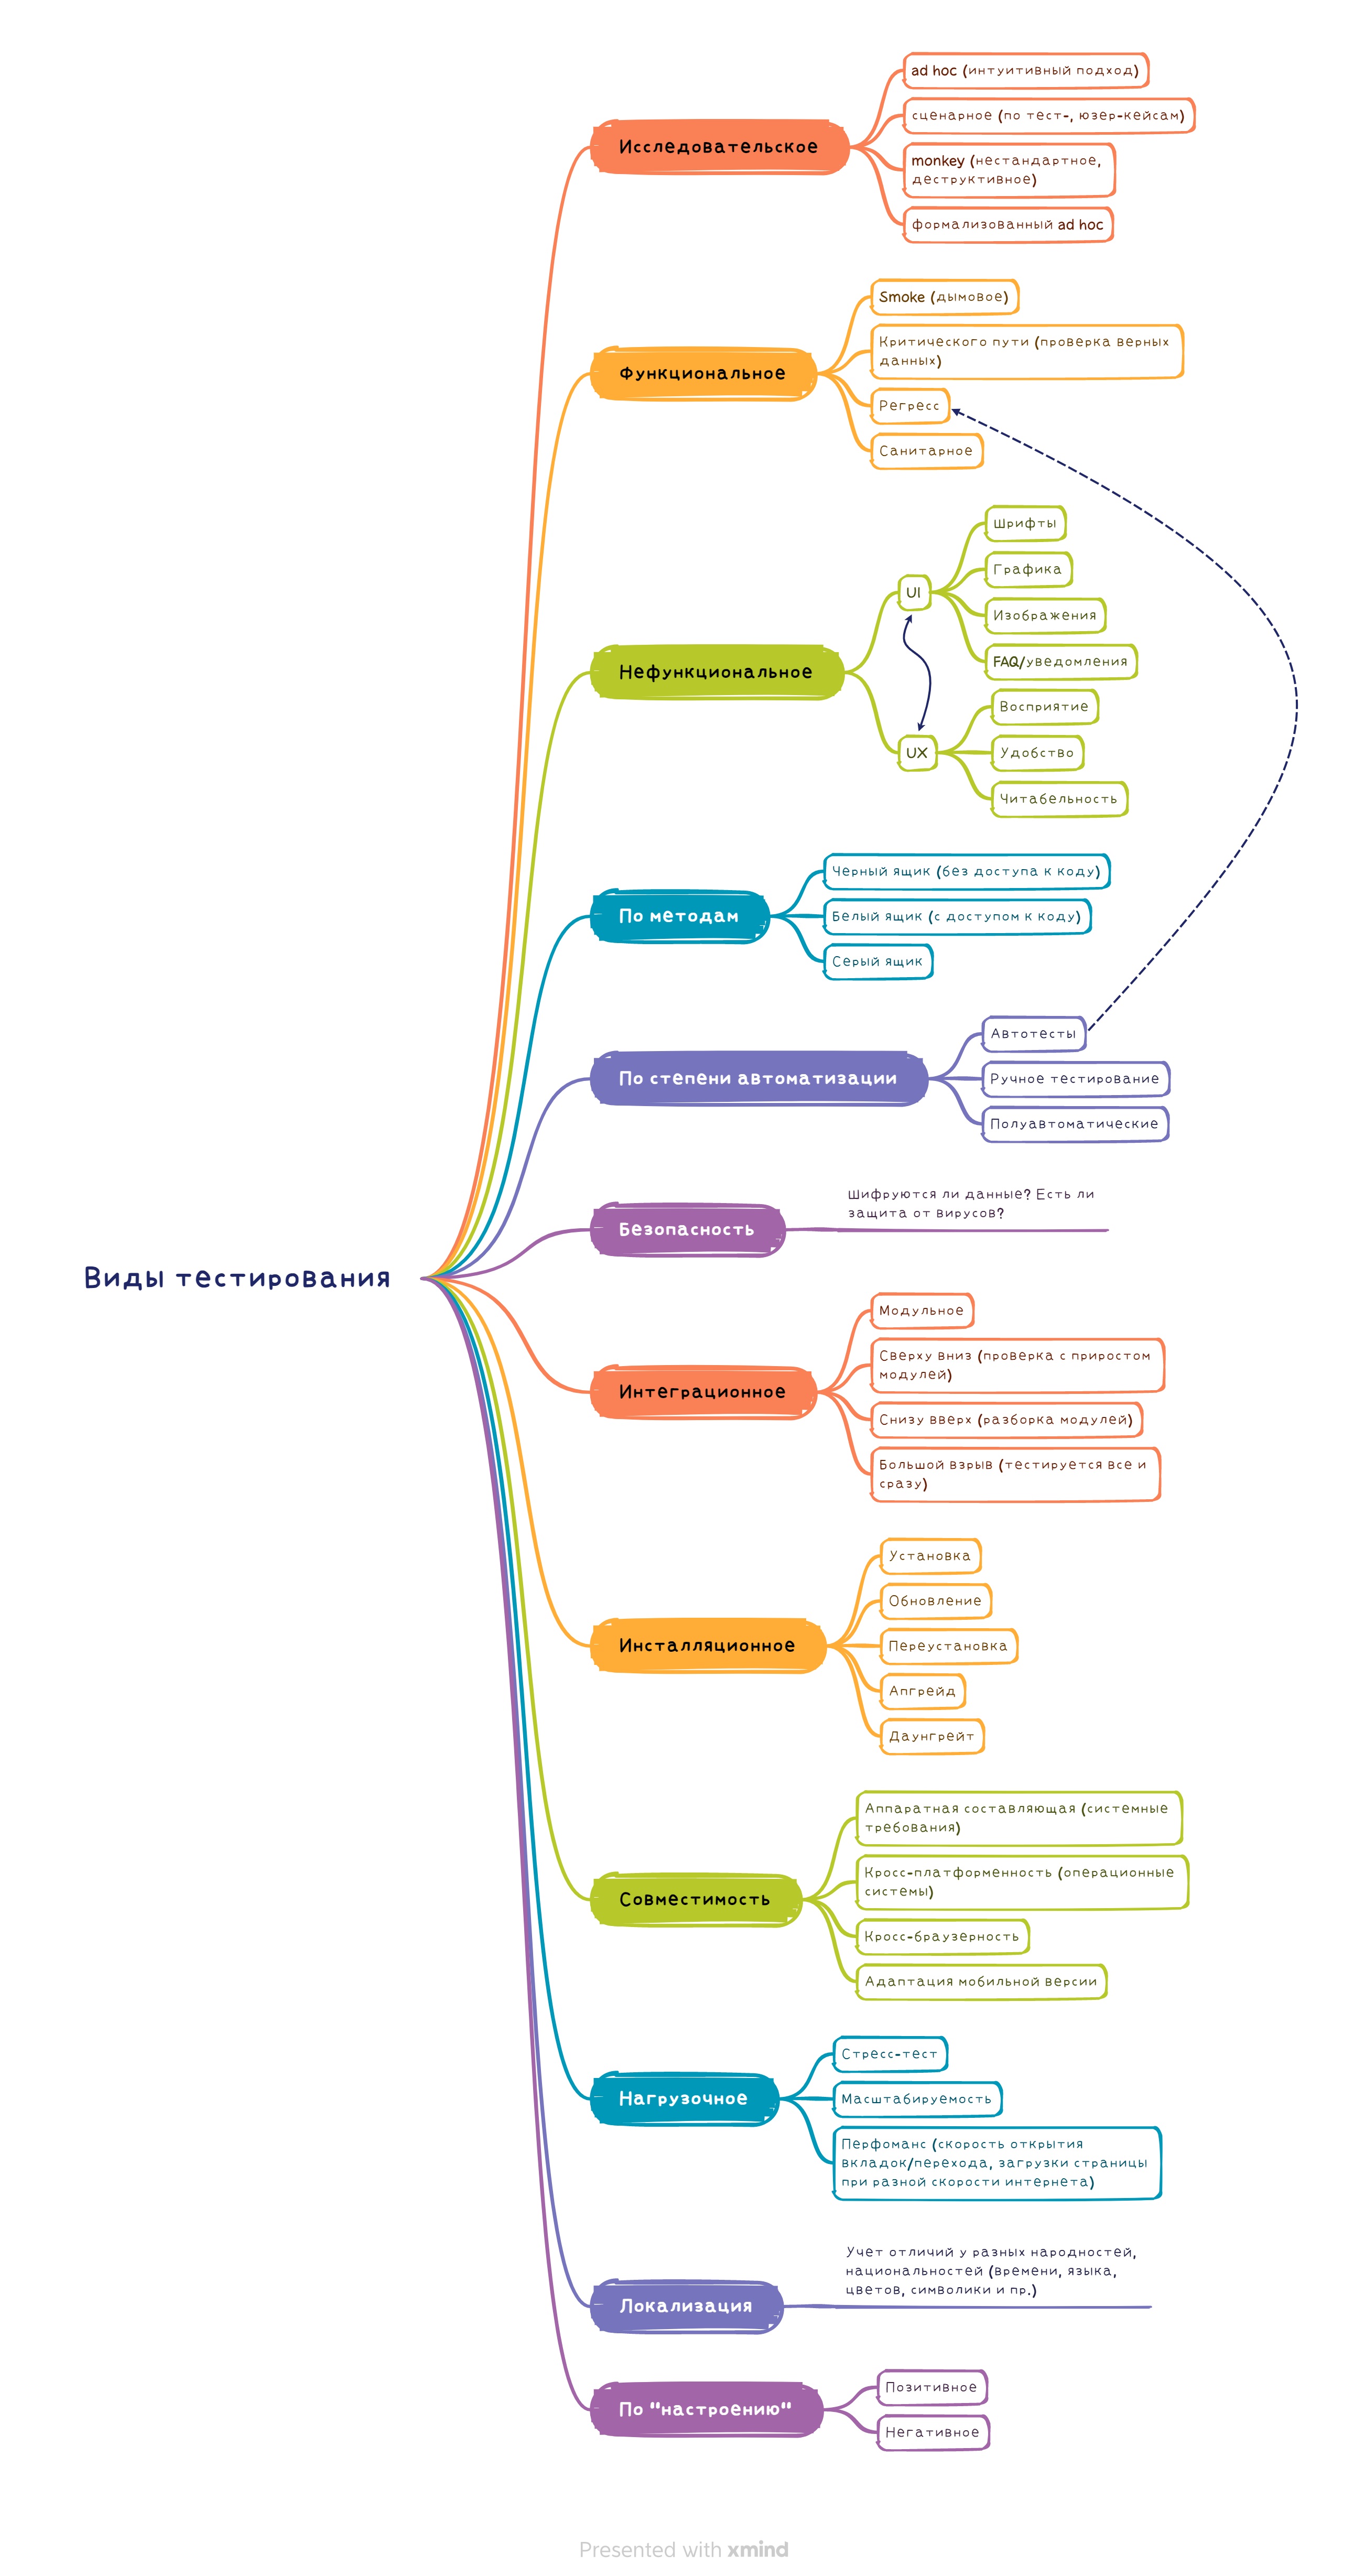 ad hoc (интуитивный подход)
сценарное (по тест-, юзер-кейсам)
Исследовательское
monkey (нестандартное,
деструктивное)
формализованный ad hoc
Smoke (дымовое)
Критического пути (проверка верных
данных)
Функциональное
Регресс
Санитарное
Шрифты
Графика
UI
Изображения
FAQ/уведомления
Нефункциональное
Восприятие
UX
Удобство
Читабельность
Черный ящик (без доступа к коду)
По методам
Белый ящик (с доступом к коду)
Серый ящик
Автотесты
По степени автоматизации
Ручное тестирование
Полуавтоматические
Шифруются ли данные? Есть ли
защита от вирусов?
Безопасность
Виды тестирования
Модульное
Сверху вниз (проверка с приростом
модулей)
Интеграционное
Снизу вверх (разборка модулей)
Большой взрыв (тестируется все и
сразу)
Установка
Обновление
Инсталляционное
Переустановка
Апгрейд
Даунгрейт
Аппаратная составляющая (системные
требования)
Кросс-платформенность (операционные
системы)
Совместимость
Кросс-браузерность
Адаптация мобильной версии
Стресс-тест
Нагрузочное
Масштабируемость
Перфоманс (скорость открытия
вкладок/перехода, загрузки страницы
при разной скорости интернета)
Учет отличий у разных народностей,
национальностей (времени, языка,
цветов, символики и пр.)
Локализация
Позитивное
По "настроению"
Негативное
Presented with xmind